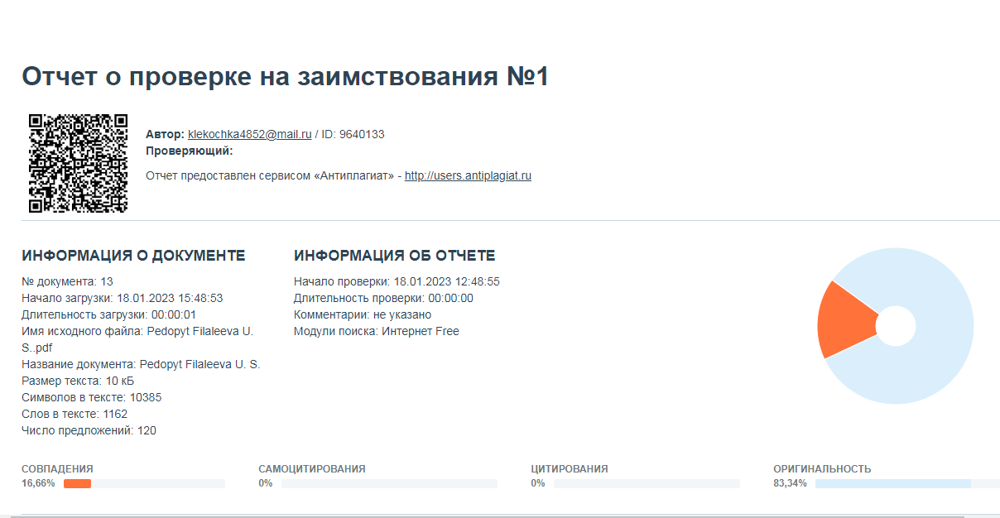 Отчет о проверке на заимствования №1
Автор: klekochka4852@mail.ru / ID: 9640133
Проверяющий:
Отчет предоставлен сервисом «Антиплагиат» - http://users.antiplagiat.ru
ИНФОРМАЦИЯ О ДОКУМЕНТЕ
№ документа: 13
Начало загрузки: 18.01.2023 15:48:53
Длительность загрузки: 00:00:01
Имя исходного файла: Pedopyt Filaleeva U.
S..pdf
Название документа: Pedopyt Filaleeva U. S.
Размер текста: 10 кБ
Символов в тексте: 10385
Слов в тексте: 1162
Число предложений: 120
ИНФОРМАЦИЯ ОБ ОТЧЕТЕ
Начало проверки: 18.01.2023 12:48:55
Длительность проверки: 00:00:00
Комментарии: не указано
Модули поиска: Интернет Free
СОВПАДЕНИЯ
16,66%
САМОЦИТИРОВАНИЯ
0%
ЦИТИРОВАНИЯ
0%
ОРИГИНАЛЬНОСТЬ
83,34%